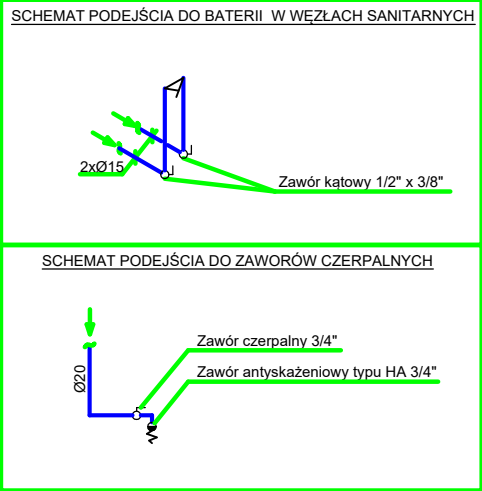 SCHEMAT PODEJŚCIA DO BATERII W WĘZŁACH SANITARNYCH
2xØ15
Zawór kątowy 1/2" x 3/8"
SCHEMAT PODEJŚCIA DO ZAWORÓW CZERPALNYCH
Zawór czerpalny 3/4"
Zawór antyskażeniowy typu HA 3/4"
Ø20